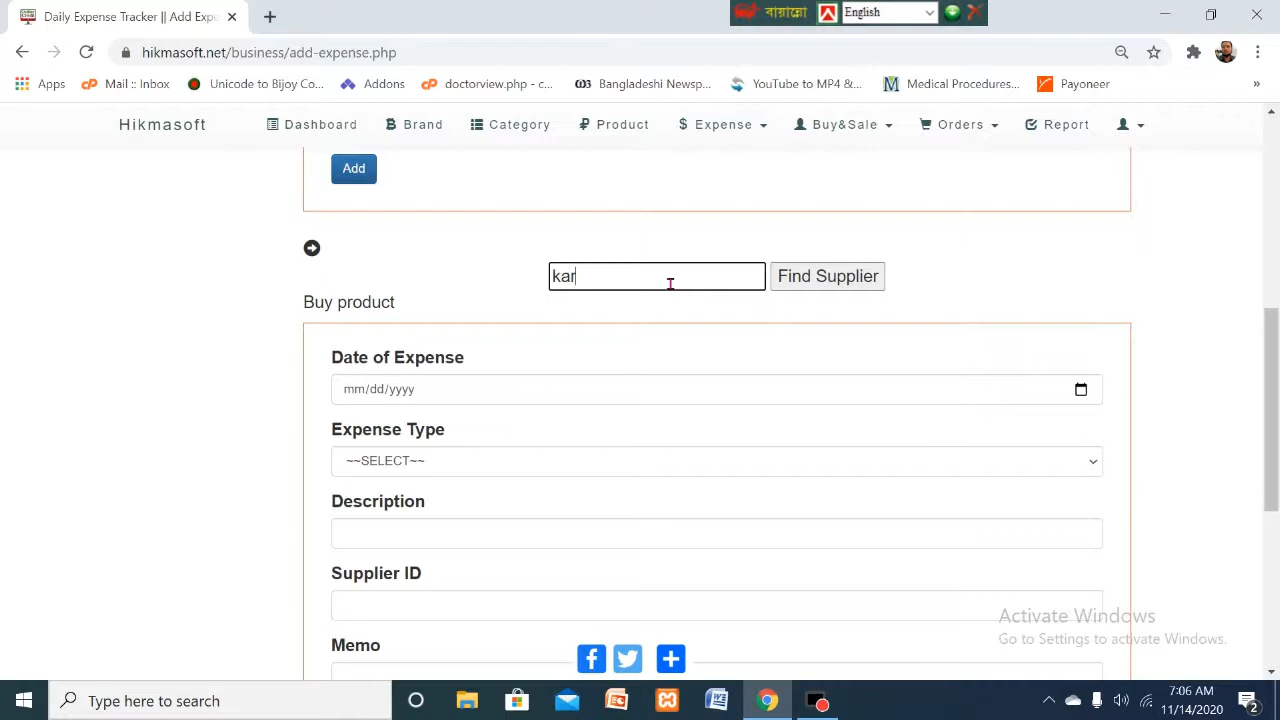 Daily Expense Tracker || Add Exp
বায়ান্নো
English
hikmasoft.net/business/add-expense.php
Apps
Mail :: Inbox
Unicode to Bijoy Co...
Addons
doctorview.php - c...
Bangladeshi Newsp...
YouTube to MP4 &...
Medical Procedures...
Payoneer
»
Hikmasoft
Dashboard
Brand
Category
Product
$ Expense
Buy&Sale
Orders
Report
Add
kar
Find Supplier
Buy product
Date of Expense
mm/dd/yyyy
Expense Type
~~SELECT~~
Description
Supplier ID
Activate Windows
Go to Settings to activate Windows.
Memo
Type here to search
7:06 AM
11/14/2020
2